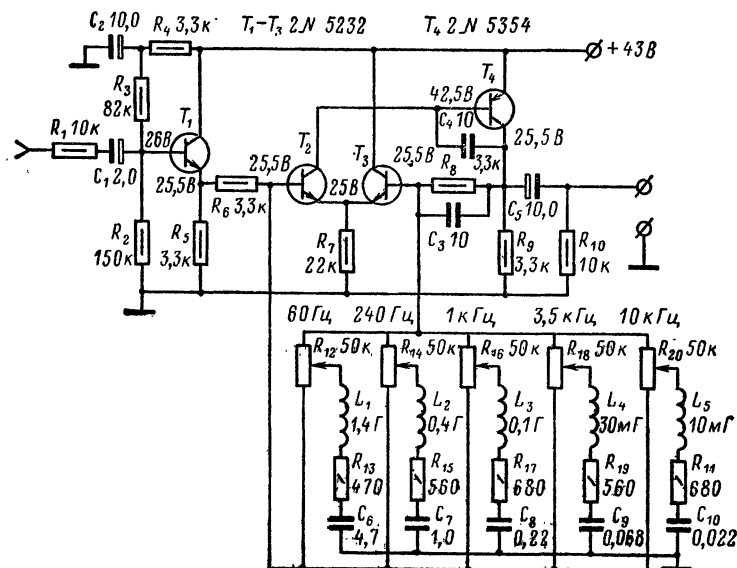 C₂ 10,0
R₄ 3,3к
T₁–T₃ 2N 5232
T₄ 2N 5354
+43В
R₃
82к
T₄
42,5В
C₄ 10
R₁ 10к
26В
T₁
T₂
T₃
25,5В
3,3к
25,5В
C₁ 2,0
25,5В
25,5В
25В
R₈
R₆ 3,3к
C₅ 10,0
R₂
150к
R₅
3,3к
R₇
22к
C₃ 10
R₉
3,3к
R₁₀
10к
60Гц
240Гц
1кГц
3,5кГц
10кГц
R₁₂ 50к
R₁₄ 50к
R₁₆ 50к
R₁₈ 50к
R₂₀ 50к
L₁
1,4Г
L₂
0,4Г
L₃
0,1Г
L₄
30мГ
L₅
10мГ
R₁₃
470
R₁₅
560
R₁₇
680
R₁₉
560
R₁₁
680
C₆
4,7
C₇
1,0
C₈
0,22
C₉
0,068
C₁₀
0,022